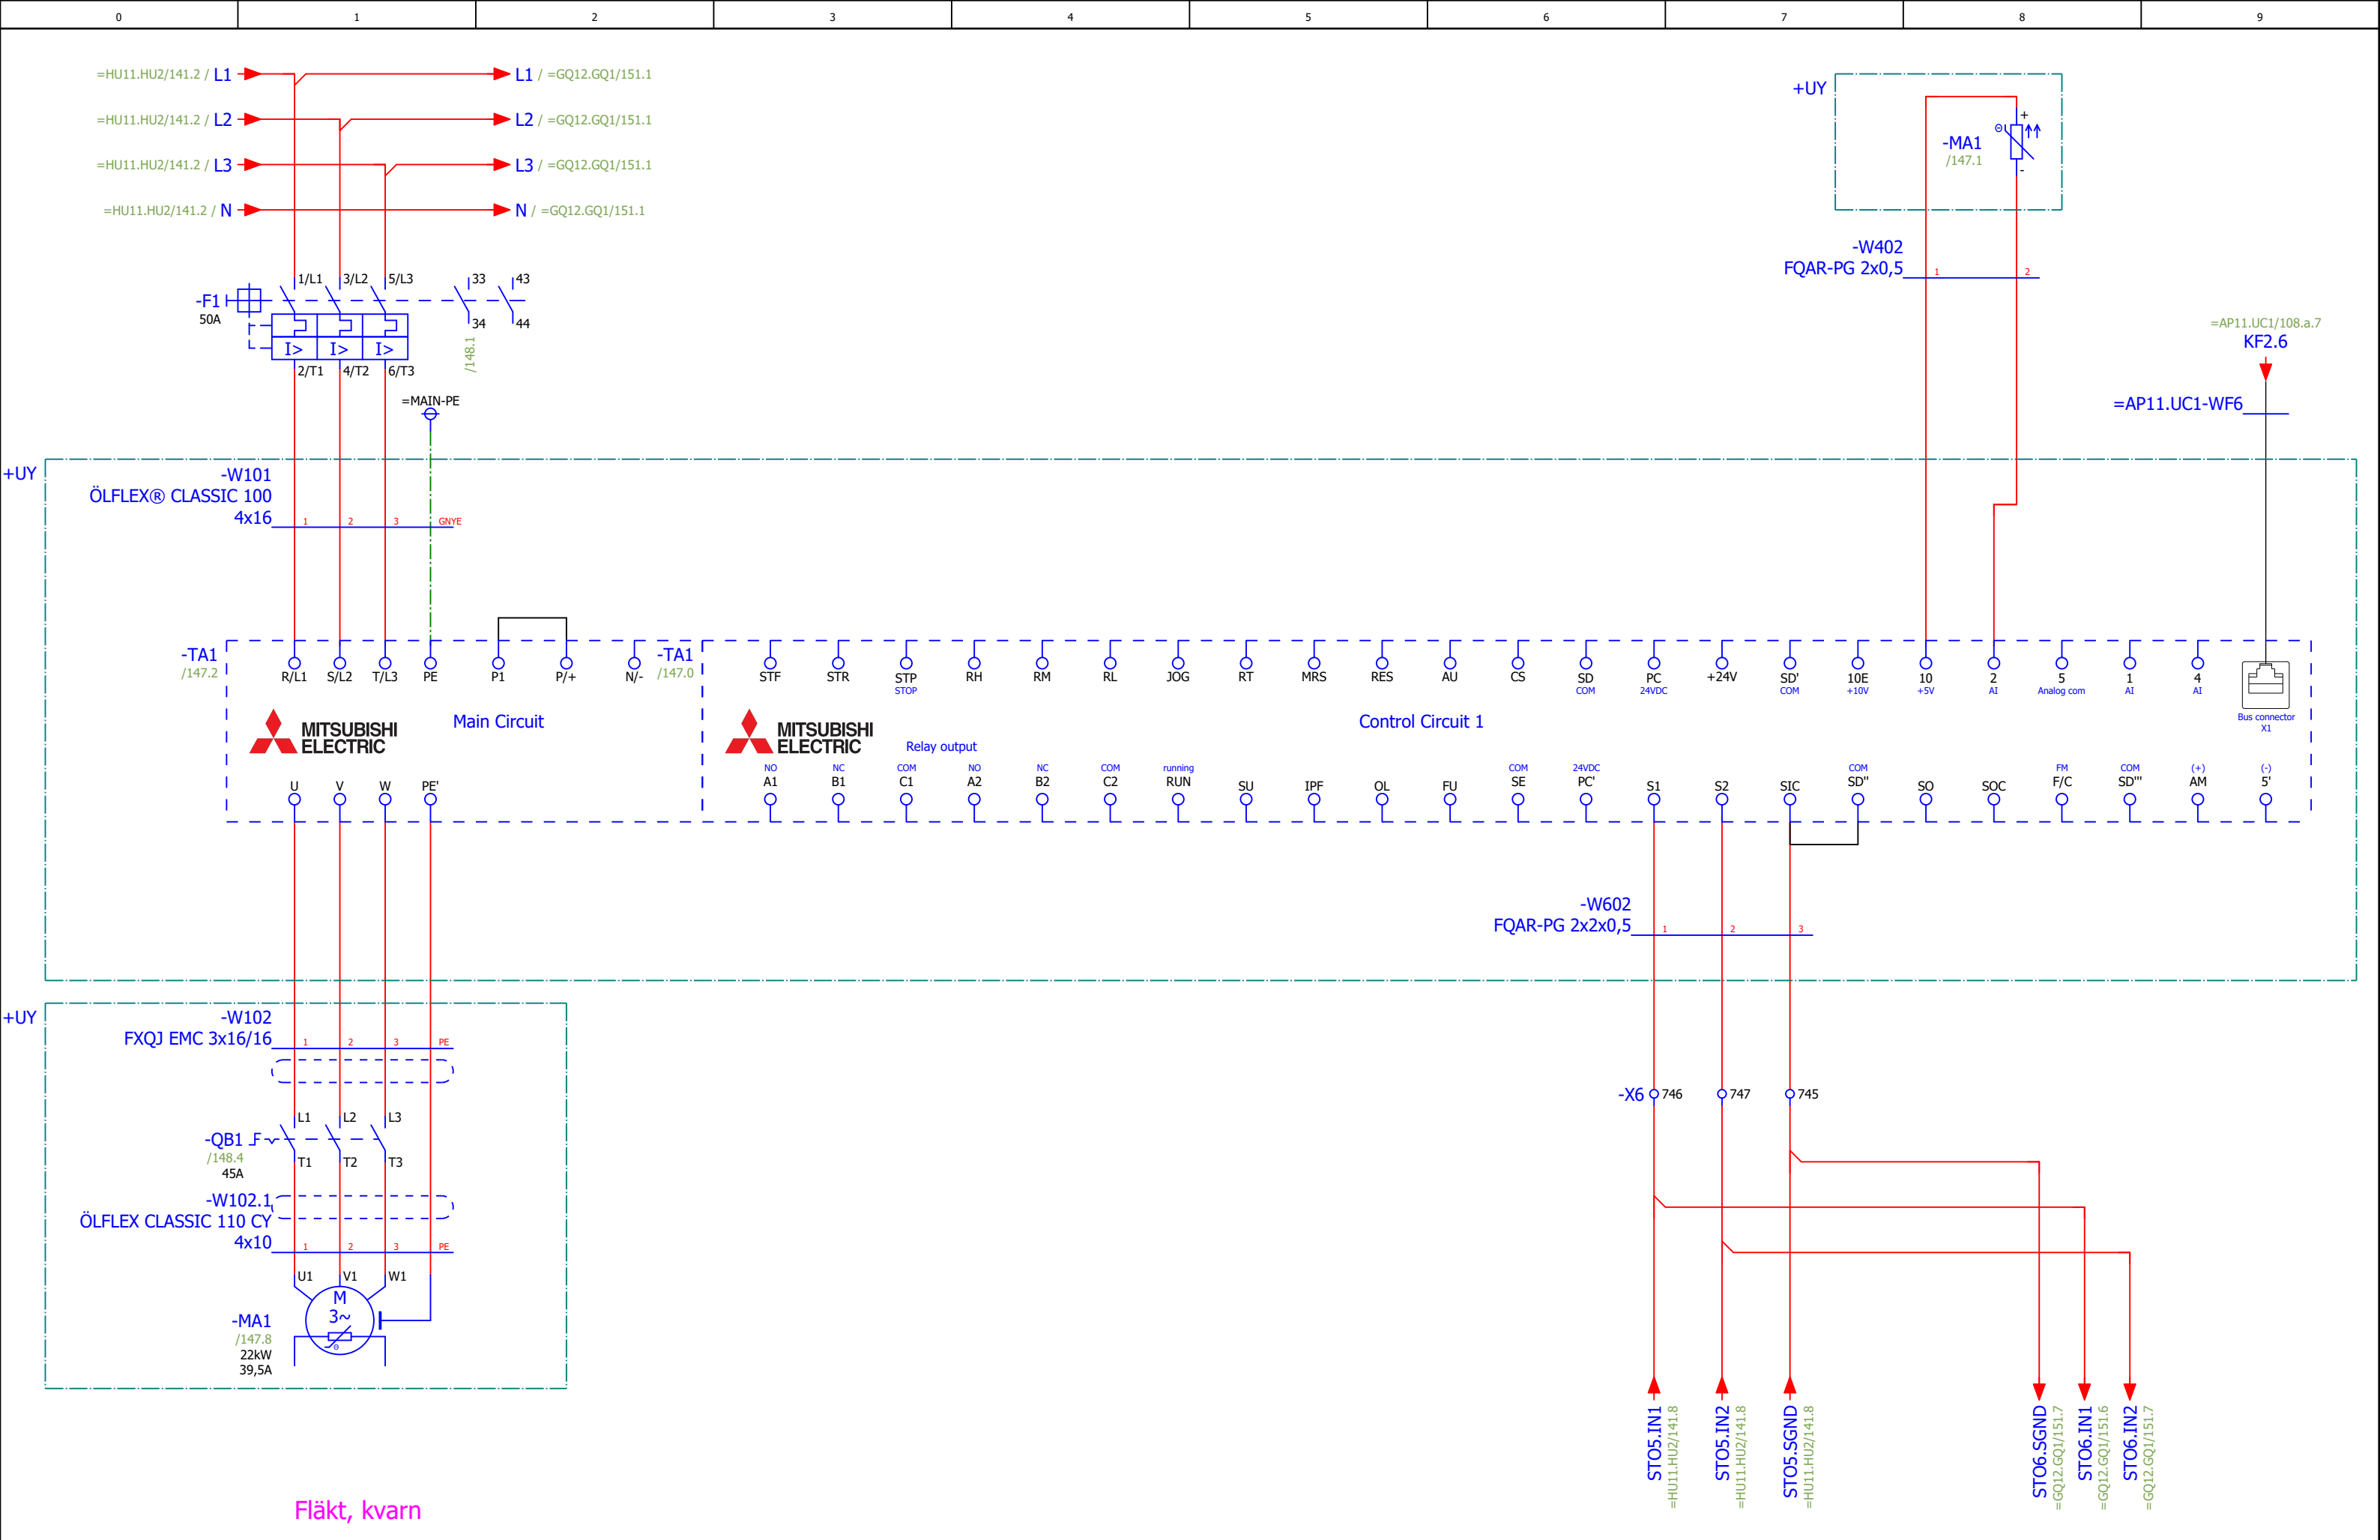 0 1 2 3 4 5 6 7 8 9
=HU11.HU2/141.2 / L1
L1 / =GQ12.GQ1/151.1
=HU11.HU2/141.2 / L2
L2 / =GQ12.GQ1/151.1
=HU11.HU2/141.2 / L3
L3 / =GQ12.GQ1/151.1
=HU11.HU2/141.2 / N
N / =GQ12.GQ1/151.1
+UY
+
-MA1
/147.1
Θ
-
-W402
FQAR-PG 2x0,5
1 2
1/L1 3/L2 5/L3 33 43
-F1
50A
I> I> I>
34 44
2/T1 4/T2 6/T3
/148.1
=MAIN-PE
=AP11.UC1/108.a.7
KF2.6
=AP11.UC1-WF6
+UY
-W101
ÖLFLEX® CLASSIC 100
4x16
1 2 3 GNYE
-TA1
/147.2
R/L1 S/L2 T/L3 PE P1 P/+ N/-
MITSUBISHI
ELECTRIC
Main Circuit
U V W PE'
-TA1
/147.0
STF STR STP RH RM RL JOG RT MRS RES AU CS SD PC +24V SD' 10E 10 2 5 1 4
STOP COM 24VDC COM +10V +5V AI Analog com AI AI
Bus connector
X1
MITSUBISHI
ELECTRIC
Control Circuit 1
Relay output
NO NC COM NO NC COM running COM 24VDC COM FM COM (+) (-)
A1 B1 C1 A2 B2 C2 RUN SU IPF OL FU SE PC' S1 S2 SIC SD'' SO SOC F/C SD''' AM 5'
-W602
FQAR-PG 2x2x0,5
1 2 3
+UY
-W102
FXQJ EMC 3x16/16
1 2 3 PE
L1 L2 L3
-QB1
/148.4
45A
T1 T2 T3
-W102.1
ÖLFLEX CLASSIC 110 CY
4x10
1 2 3 PE
U1 V1 W1
M
3~
Θ
-MA1
/147.8
22kW
39,5A
-X6 746 747 745
STO5.IN1
=HU11.HU2/141.8
STO5.IN2
=HU11.HU2/141.8
STO5.SGND
=HU11.HU2/141.8
STO6.SGND
=GQ12.GQ1/151.7
STO6.IN1
=GQ12.GQ1/151.6
STO6.IN2
=GQ12.GQ1/151.7
Fläkt, kvarn